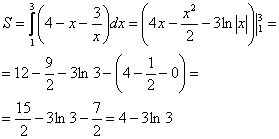 S = ∫₁³ (4 − x − 3/x) dx = (4x − x²/2 − 3ln|x|)|₁³ =
= 12 − 9/2 − 3ln 3 − (4 − 1/2 − 0) =
= 15/2 − 3ln 3 − 7/2 = 4 − 3ln 3